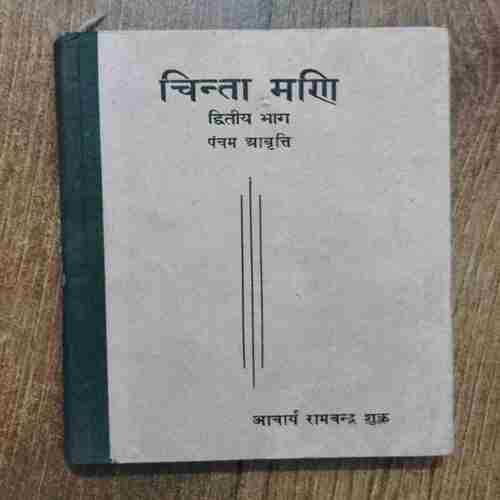 चिन्ता मणि
द्वितीय भाग
पंचम आवृत्ति
आचार्य रामचन्द्र शुक्ल